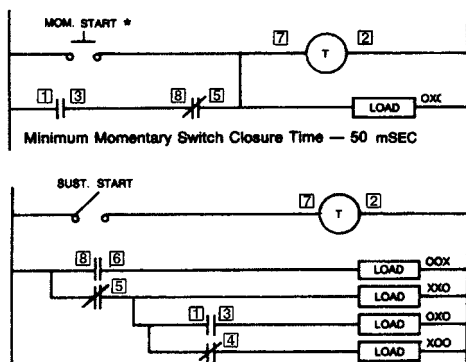 MOM. START *
7 T 2
1 3 8 5 LOAD OXO
Minimum Momentary Switch Closure Time — 50 mSEC
SUST. START
7 T 2
8 6 LOAD OOX
5 LOAD XXO
1 3 LOAD OXO
4 LOAD XOO